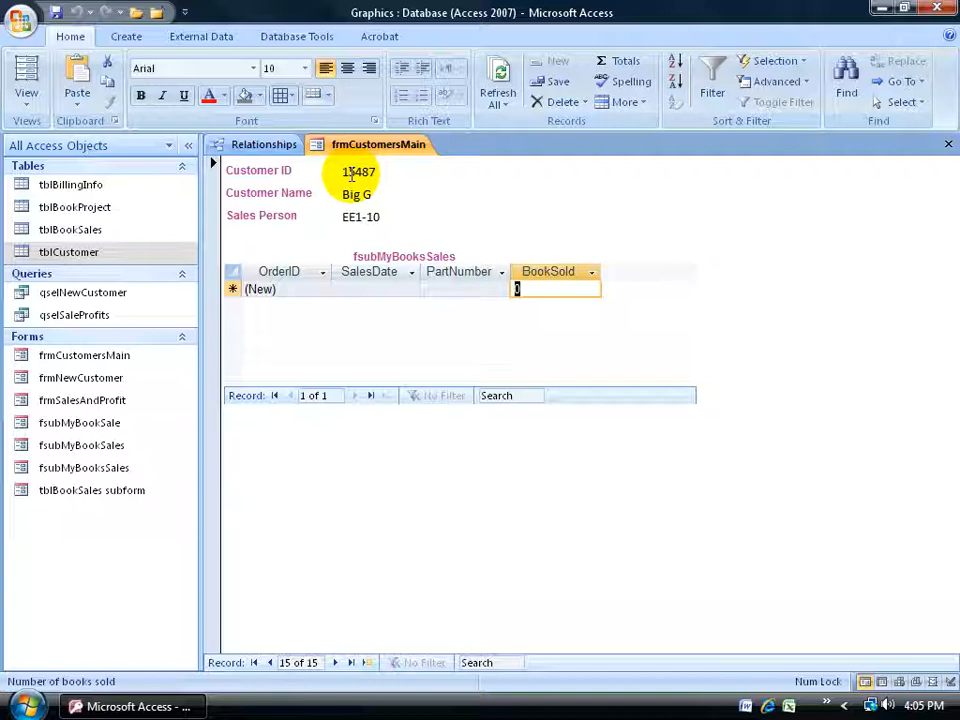 Graphics : Database (Access 2007) - Microsoft Access
Home Create External Data Database Tools Acrobat
View
Views
Paste
Clipboard
Arial 10
B I U A
Font
Rich Text
Refresh All
New Save Delete
Totals Spelling More
Records
Filter
Selection Advanced Toggle Filter
Sort & Filter
Find
Replace Go To Select
Find
All Access Objects
Tables
tblBillingInfo
tblBookProject
tblBookSales
tblCustomer
Queries
qselNewCustomer
qselSaleProfits
Forms
frmCustomersMain
frmNewCustomer
frmSalesAndProfit
fsubMyBookSale
fsubMyBookSales
fsubMyBooksSales
tblBookSales subform
Relationships frmCustomersMain
Customer ID
Customer Name Big G
Sales Person EE1-10
fsubMyBooksSales
OrderID SalesDate PartNumber BookSold
(New) 0
Record: 1 of 1 No Filter Search
Record: 15 of 15 No Filter Search
Number of books sold Num Lock
Microsoft Access - ... 4:05 PM